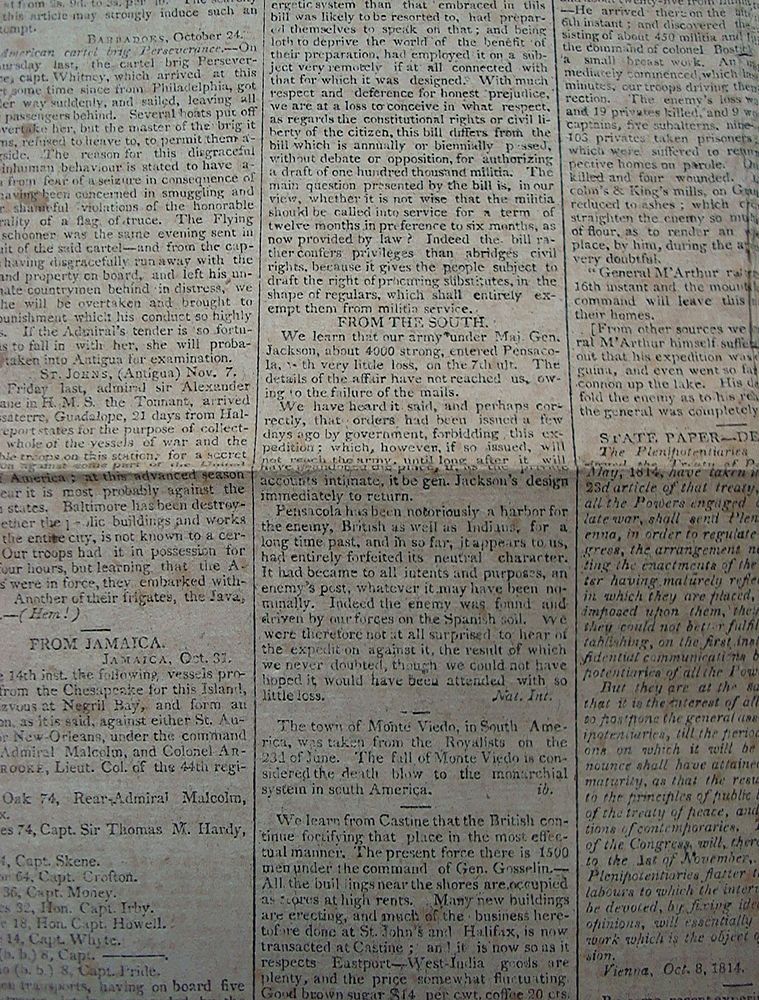 this article may strongly induce such an
BARBADOES, October 24.
American cartel brig Perseverance.—On
ursday last, the cartel brig Persever-
ce, capt. Whitney, which arrived at this
some time since from Philadelphia, got
er way suddenly, and sailed, leaving all
passengers behind. Several boats put off
vertake her, but the master of the brig it
ms, refused to heave to, to permit them a-
gside. The reason for this disgraceful
inhuman behaviour is stated to have a-
from fear of a seizure in consequence of
having been concerned in smuggling and
r shameful violations of the honorable
rality of a flag of truce. The Flying
schooner was the same evening sent in
uit of the said cartel—and from the cap-
having disgracefully run away with the
and property on board, and left his un-
nate countrymen behind in distress, we
he will be overtaken and brought to
punishment which his conduct so highly
s. If the Admiral's tender is so fortu-
as to fall in with her, she will proba-
taken into Antigua for examination.
ST. JOHNS, (Antigua) Nov. 7.
Friday last, admiral sir Alexander
ane in H. M. S. the Tonnant, arrived
saterre, Guadalope, 21 days from Hal-
report states for the purpose of collect-
whole of the vessels of war and the
ble troops on this station, for a secret
America; at this advanced season
ear it is most probably against the
states. Baltimore has been destroy-
ether the buildings and works
the entire city, is not known to a cer-
Our troops had it in possession for
four hours, but learning, that the A-
s were in force, they embarked with-
Another of their frigates, the Java,
—(Hem!)
FROM JAMAICA.
JAMAICA, Oct. 31.
e 14th inst. the following vessels pro-
from the Chesapeake for this Island,
ezvous at Negril Bay, and form an
on, as it is said, against either St. Au-
or New-Orleans, under the command
Admiral Malcolm, and Colonel AR-
ROOKE, Lieut. Col. of the 44th regi-
Oak 74, Rear-Admiral Malcolm,
x.
es 74, Capt. Sir Thomas M. Hardy,
4, Capt. Skene.
64, Capt. Crofton.
36, Capt. Money.
s 32, Hon. Capt. Irby.
e 18, Hon. Capt. Howell.
14, Capt. Whyte.
(b. b.) 8, Capt. ———.
o (b. b.) 8, Capt. Pride.
transports, having on board five
ergetic system than that embraced in this
bill was likely to be resorted to, had prepar-
ed themselves to speak on that; and being
loth to deprive the world of the benefit of
their preparation, had employed it on a sub-
ject very remotely if at all connected with
that for which it was designed. With much
respect and deference for honest prejudice,
we are at a loss to conceive in what respect,
as regards the constitutional rights or civil li-
berty of the citizen, this bill differs from the
bill which is annually or biennially passed,
without debate or opposition, for authorizing
a draft of one hundred thousand militia. The
main question presented by the bill is, in our
view, whether it is not wise that the militia
should be called into service for a term of
twelve months in preference to six months, as
now provided by law? Indeed the bill ra-
ther confers privileges than abridges civil
rights, because it gives the people subject to
draft the right of procuring substitutes, in the
shape of regulars, which shall entirely ex-
empt them from militia service.
FROM THE SOUTH.
We learn that our army under Maj. Gen.
Jackson, about 4000 strong, entered Pensaco-
la, with very little loss, on the 7th ult. The
details of the affair have not reached us, ow-
ing to the failure of the mails.
We have heard it said, and perhaps cor-
rectly, that orders had been issued a few
days ago by government, forbidding this ex-
pedition; which, however, if so issued, will
not reach the army, until long after it will
accounts intimate, it be gen. Jackson's design
immediately to return.
Pensacola has been notoriously a harbor for
the enemy, British as well as Indians, for a
long time past, and in so far, it appears to us,
had entirely forfeited its neutral character.
It had became to all intents and purposes, an
enemy's post, whatever it may have been no-
minally. Indeed the enemy was found and
driven by our forces on the Spanish soil. We
were therefore not at all surprised to hear of
the expedition against it, the result of which
we never doubted, though we could not have
hoped it would have been attended with so
little loss. Nat. Int.
The town of Monte Viedo, in South Ame-
rica, was taken from the Royalists on the
23d of June. The fall of Monte Viedo is con-
sidered the death blow to the monarchial
system in south America. ib.
We learn from Castine that the British con-
tinue fortifying that place in the most effec-
tual manner. The present force there is 1500
men under the command of Gen. Gosselin.—
All the buildings near the shores are occupied
as stores at high rents. Many new buildings
are erecting, and much of the business here-
tofore done at St. John's and Halifax, is now
transacted at Castine; and it is now so as it
respects Eastport—West-India goods are
plenty, and the price somewhat fluctuating.
Good brown sugar $14 per cwt. coffee 20 cts.
—He arrived there on the
6th instant; and discovered the
sisting of about 450 militia and
the command of colonel Bost
a small breast work. An
mediately commenced, which la
minutes, our troops driving them
rection. The enemy's loss w
and 19 privates killed, and 9 w
captains, five subalterns, nine
103 privates taken prisoners;
which were suffered to retu
pective homes on parole. Ou
killed and four wounded.
coln's & King's mills, on G
reduced to ashes; which
straighten the enemy so mu
of flour, as to render an
place, by him, during the
very doubtful.
"General M'Arthur
16th instant and the mount
command will leave this
their homes.
[From other sources we
ral M'Arthur himself suffe
out that his expedition was
guina, and even went so far
cannon up the lake. His d
fold the enemy as to his re
the general was completely
STATE PAPER—DE
The Plenipotentiaries
May, 1814, have taken in
23d article of that treaty,
all the Powers engaged
late war, shall send Plen
enna, in order to regulate
gress, the arrangement n
ting the enactments of the
ter having maturely refle
in which they are placed,
imposed upon them, they
they could not better fulfil
tablishing, on the first inst
fidential communications b
potentiaries of all the Pow
But they are at the sa
that it is the interest of all
to postpone the general ass
ipotentiaries, till the period
ons on which it will be
nounce shall have attained
maturity, as that the resu
to the principles of public l
of the treaty of peace, and
tions of contemporaries. T
of the Congress will, there
to the 1st of November,
Plenipotentiaries flatter t
labours to which the inter
be devoted, by fixing idea
opinions, will essentially
work which is the object o
sion.
Vienna, Oct. 8, 1814.